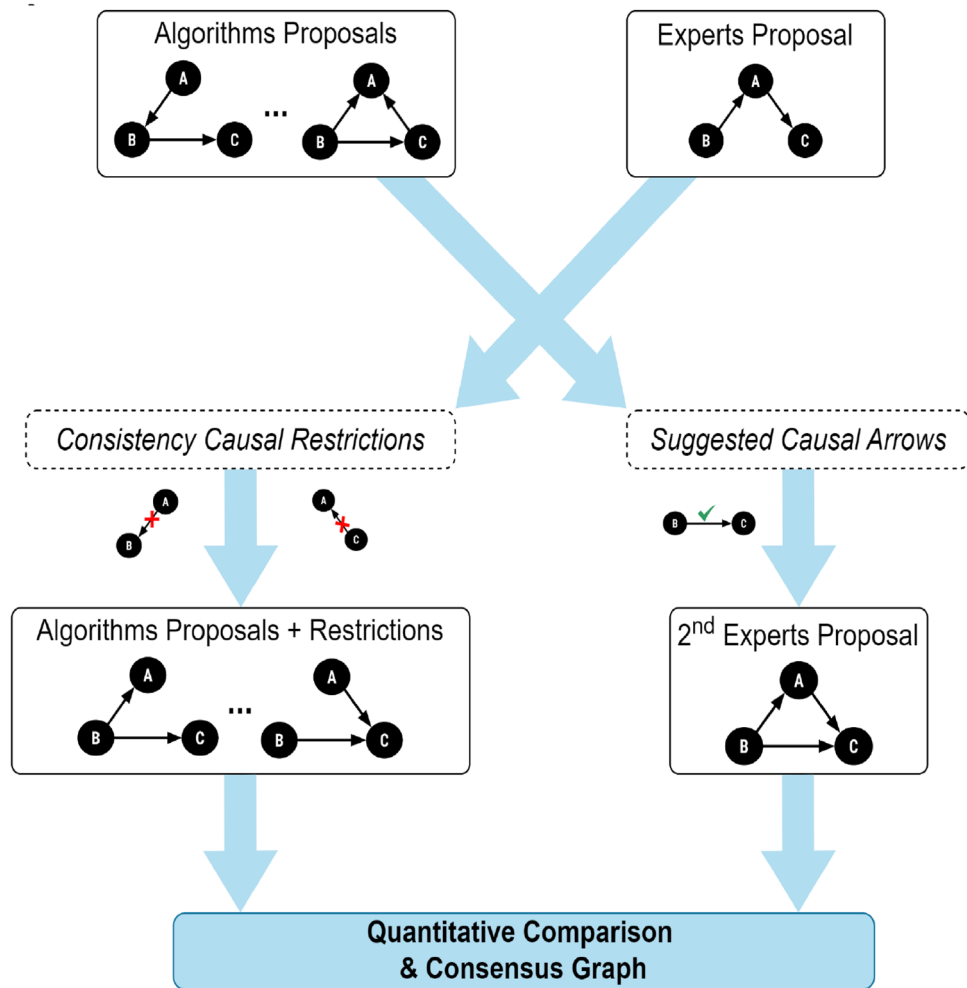 Algorithms Proposals
A
B
C
...
A
B
C
Experts Proposal
A
B
C
Consistency Causal Restrictions
Suggested Causal Arrows
A
B
A
C
B
C
Algorithms Proposals + Restrictions
A
B
C
...
A
B
C
2nd Experts Proposal
A
B
C
Quantitative Comparison
& Consensus Graph